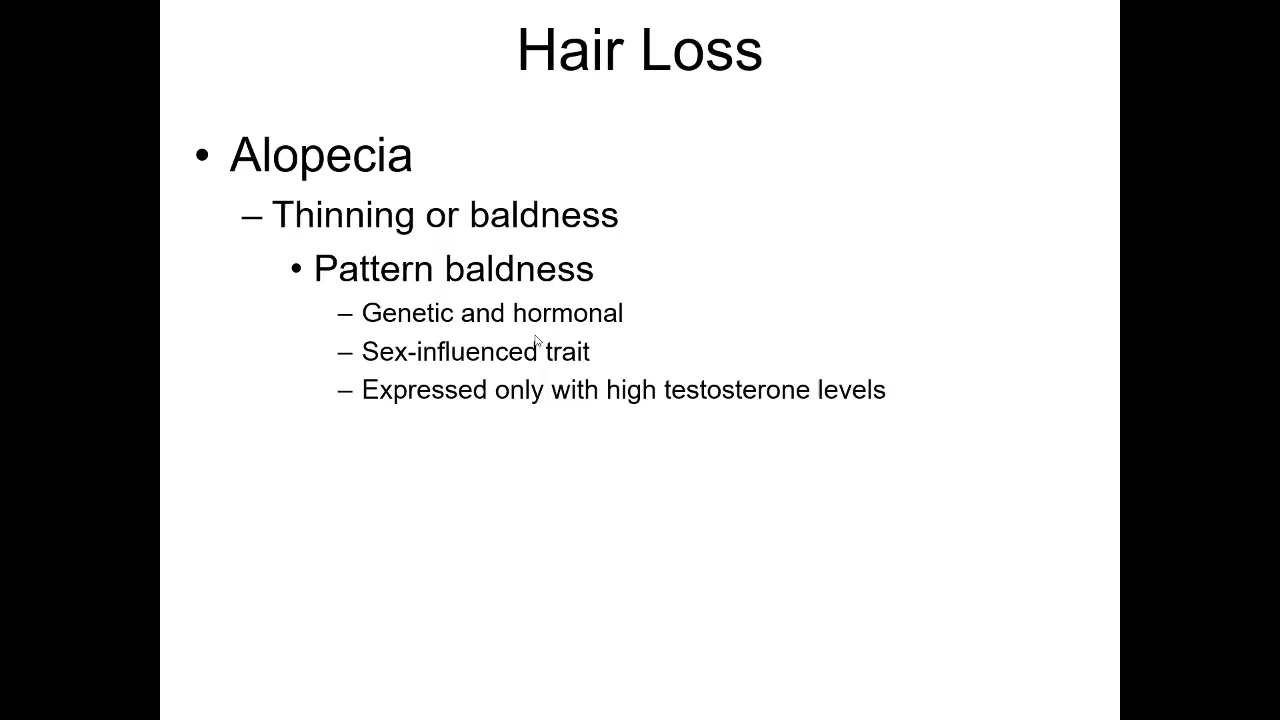 Hair Loss
• Alopecia
– Thinning or baldness
• Pattern baldness
– Genetic and hormonal
– Sex-influenced trait
– Expressed only with high testosterone levels